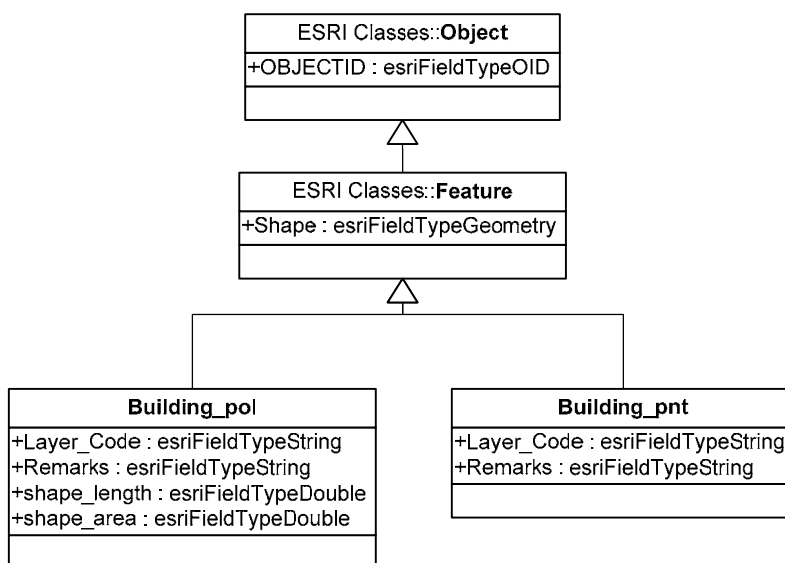 ESRI Classes::Object
+OBJECTID : esriFieldTypeOID
ESRI Classes::Feature
+Shape : esriFieldTypeGeometry
Building_pol
+Layer_Code : esriFieldTypeString
+Remarks : esriFieldTypeString
+shape_length : esriFieldTypeDouble
+shape_area : esriFieldTypeDouble
Building_pnt
+Layer_Code : esriFieldTypeString
+Remarks : esriFieldTypeString